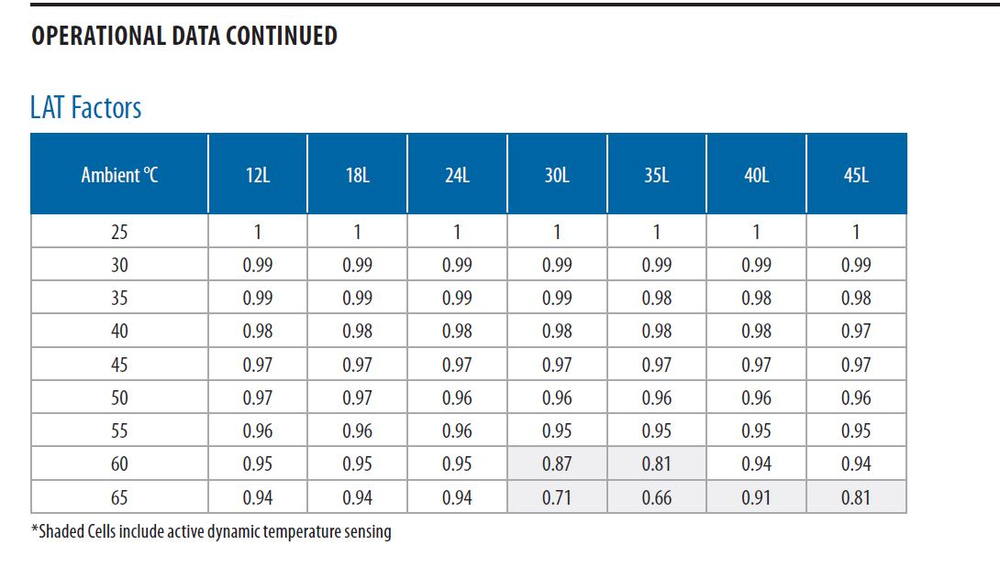 OPERATIONAL DATA CONTINUED
LAT Factors
Ambient °C 12L 18L 24L 30L 35L 40L 45L
25 1 1 1 1 1 1 1
30 0.99 0.99 0.99 0.99 0.99 0.99 0.99
35 0.99 0.99 0.99 0.99 0.98 0.98 0.98
40 0.98 0.98 0.98 0.98 0.98 0.98 0.97
45 0.97 0.97 0.97 0.97 0.97 0.97 0.97
50 0.97 0.97 0.96 0.96 0.96 0.96 0.96
55 0.96 0.96 0.96 0.95 0.95 0.95 0.95
60 0.95 0.95 0.95 0.87 0.81 0.94 0.94
65 0.94 0.94 0.94 0.71 0.66 0.91 0.81
*Shaded Cells include active dynamic temperature sensing